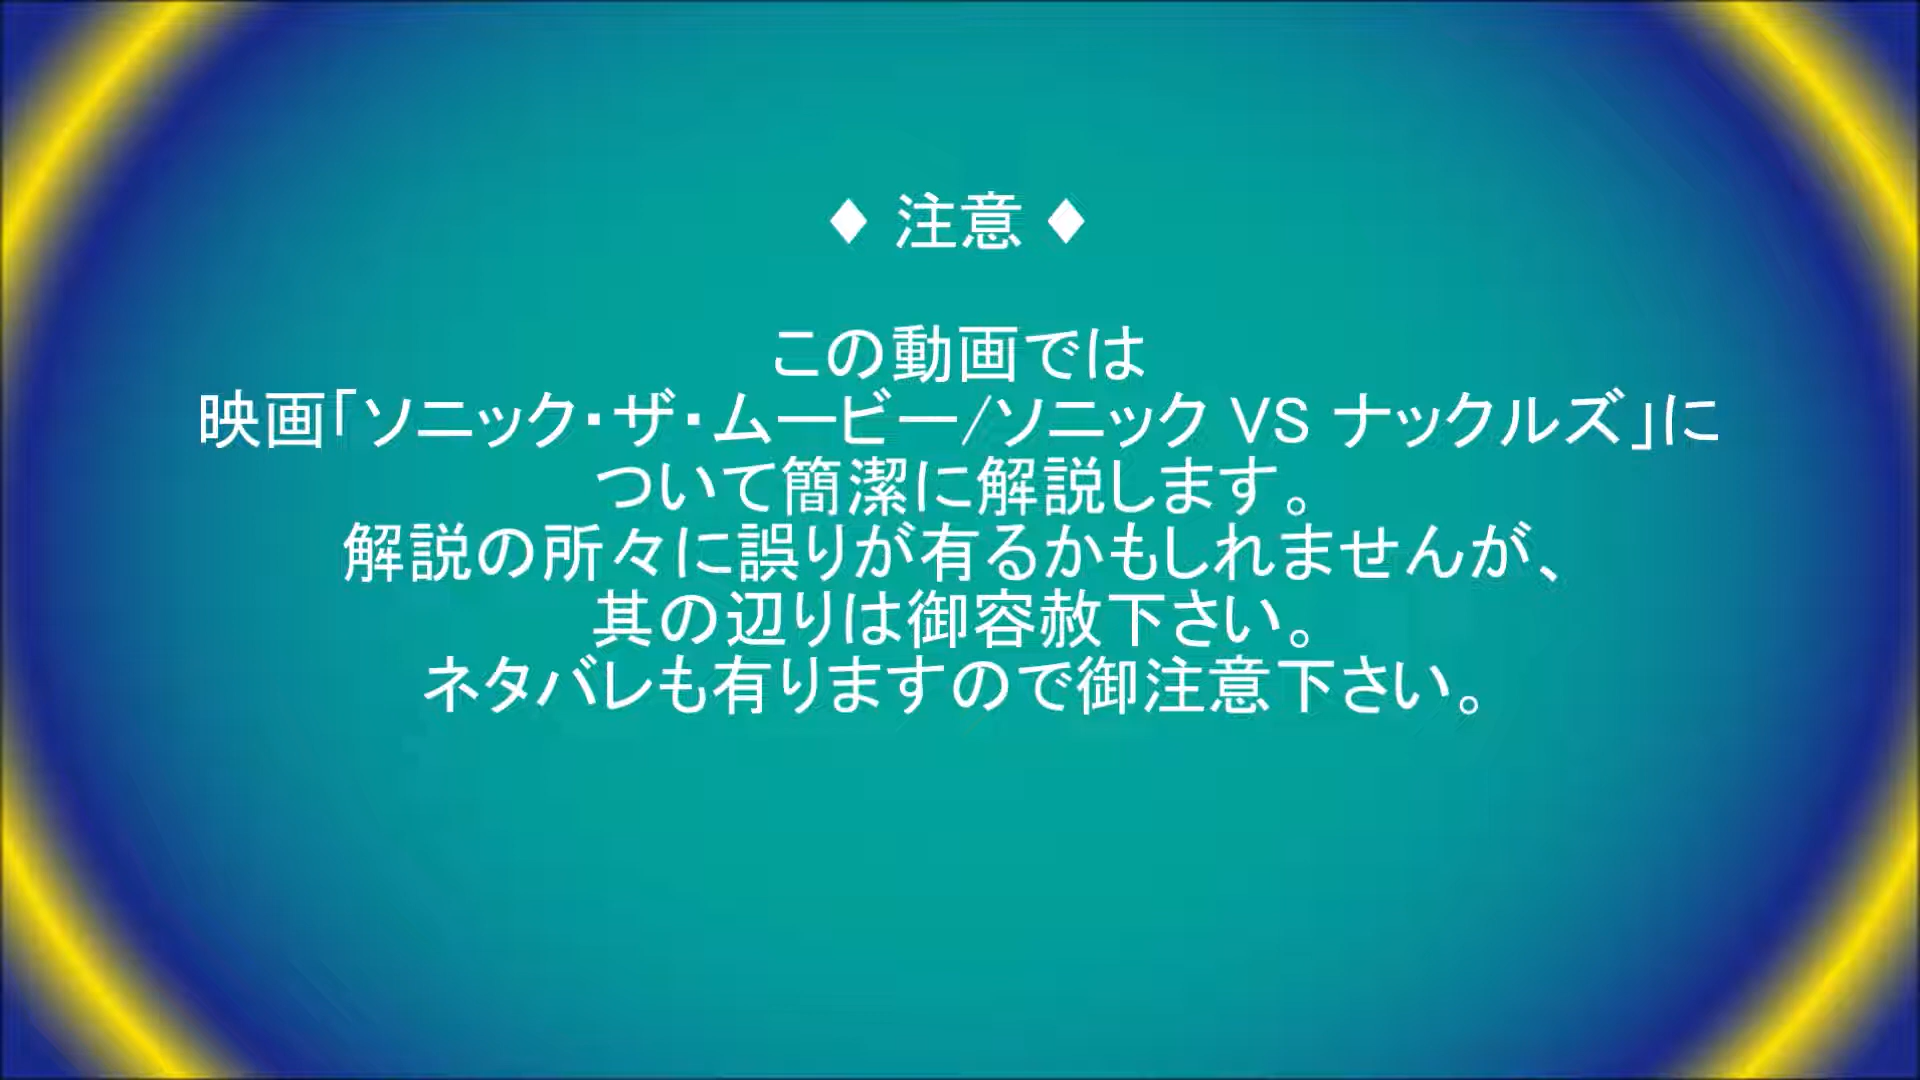 ♦ 注意 ♦
この動画では
映画「ソニック・ザ・ムービー/ソニック VS ナックルズ」に
ついて簡潔に解説します。
解説の所々に誤りが有るかもしれませんが、
其の辺りは御容赦下さい。
ネタバレも有りますので御注意下さい。